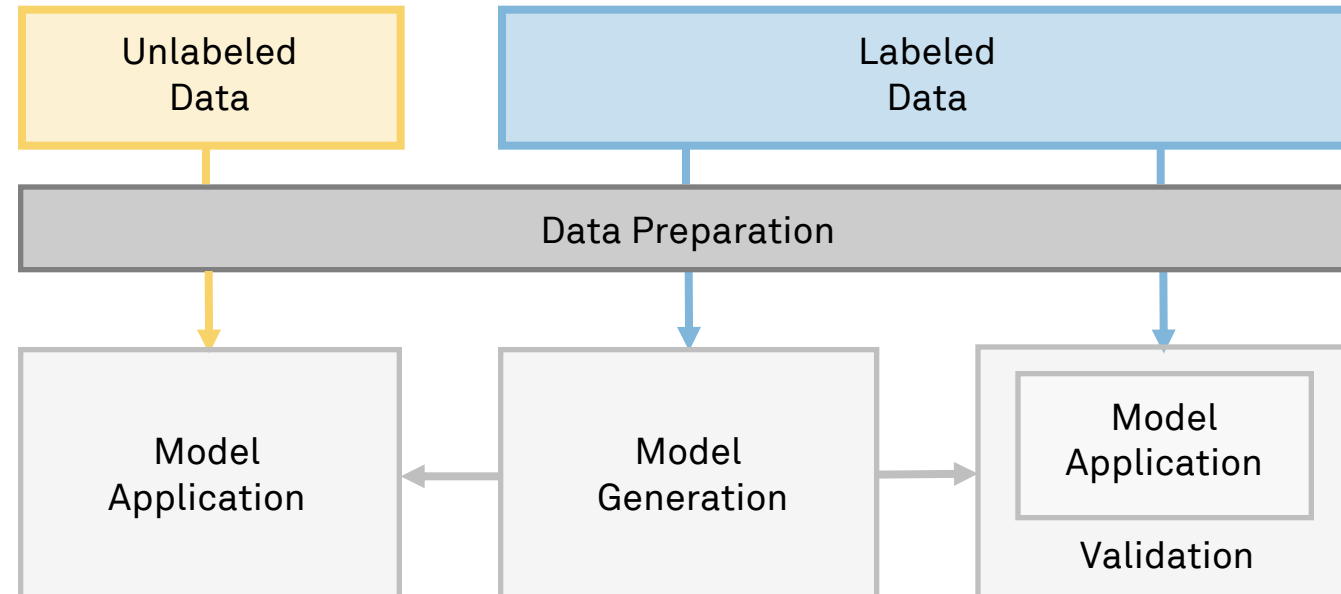 Unlabeled
Data
Labeled
Data
Data Preparation
Model
Application
Model
Generation
Model
Application
Validation